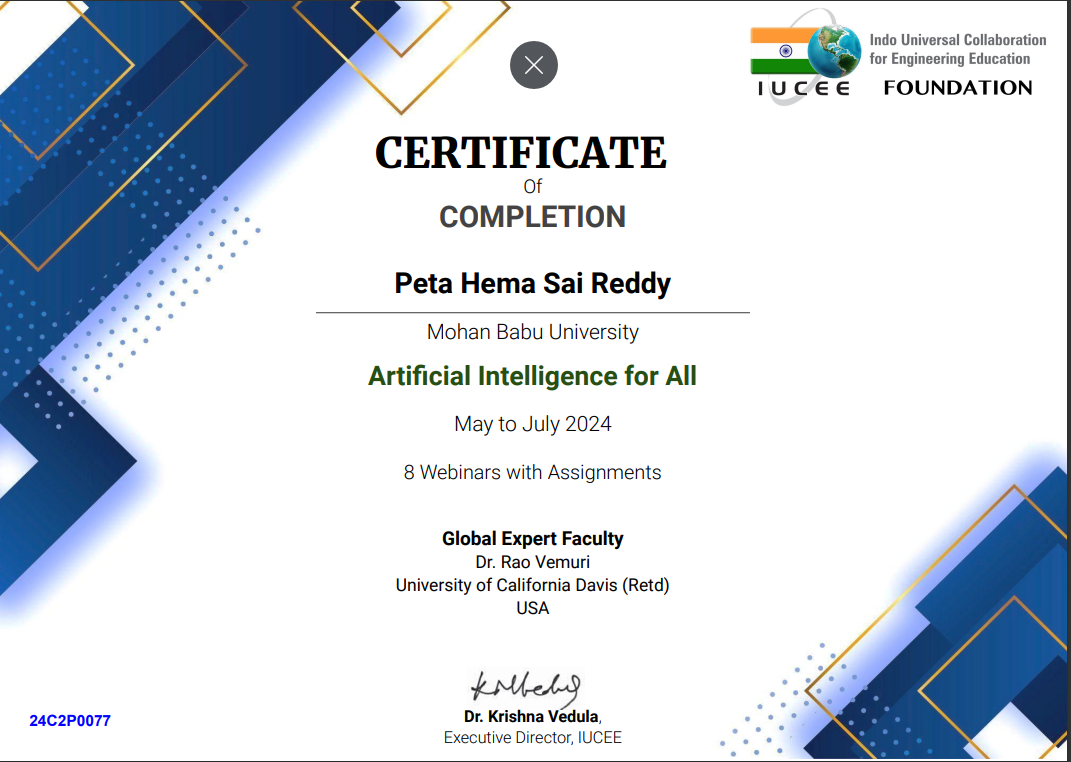 Indo Universal Collaboration
for Engineering Education
IUCEE FOUNDATION
CERTIFICATE
Of
COMPLETION
Peta Hema Sai Reddy
Mohan Babu University
Artificial Intelligence for All
May to July 2024
8 Webinars with Assignments
Global Expert Faculty
Dr. Rao Vemuri
University of California Davis (Retd)
USA
Dr. Krishna Vedula,
Executive Director, IUCEE
24C2P0077